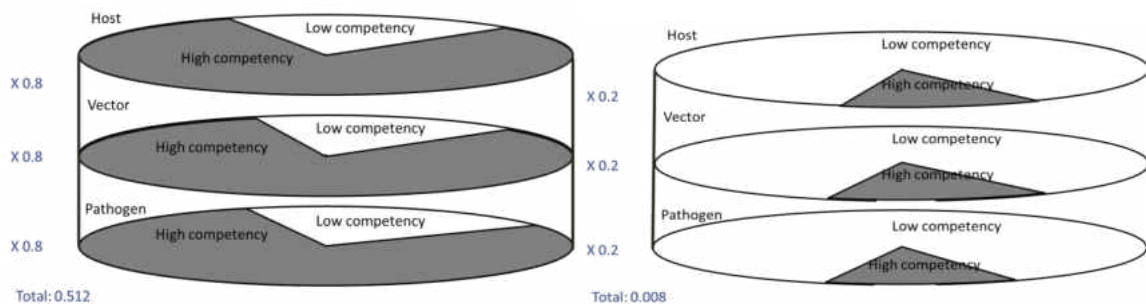 Host
Low competency
High competency
X 0.8
Vector
Low competency
High competency
X 0.8
Pathogen
Low competency
High competency
X 0.8
Total: 0.512
Host
Low competency
High competency
X 0.2
Vector
Low competency
High competency
X 0.2
Pathogen
Low competency
High competency
X 0.2
Total: 0.008